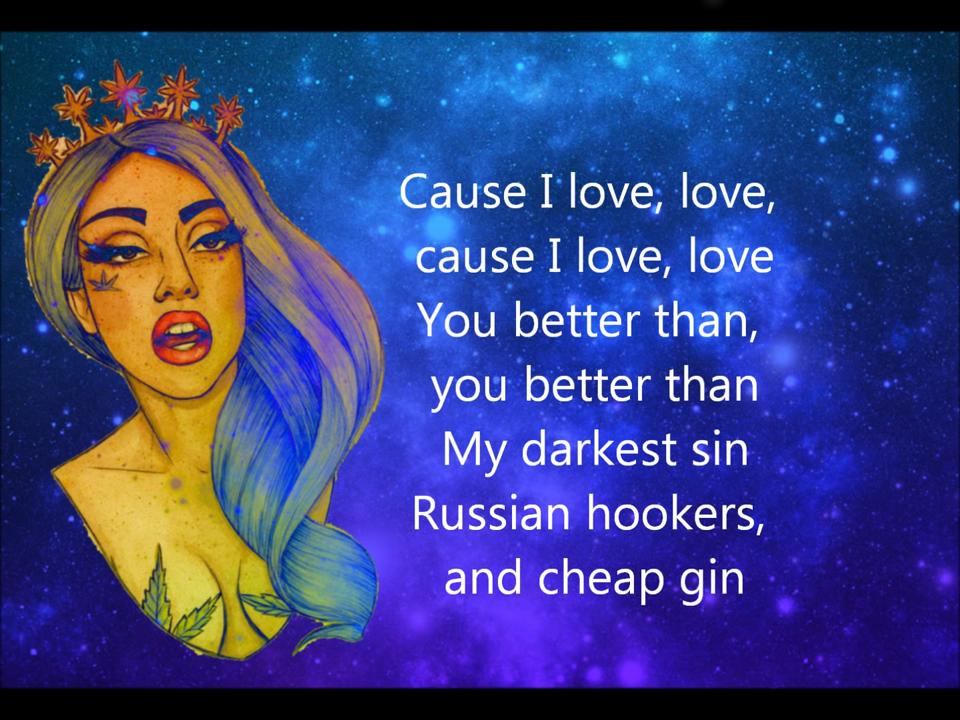 Cause I love, love,
cause I love, love
You better than,
you better than
My darkest sin
Russian hookers,
and cheap gin